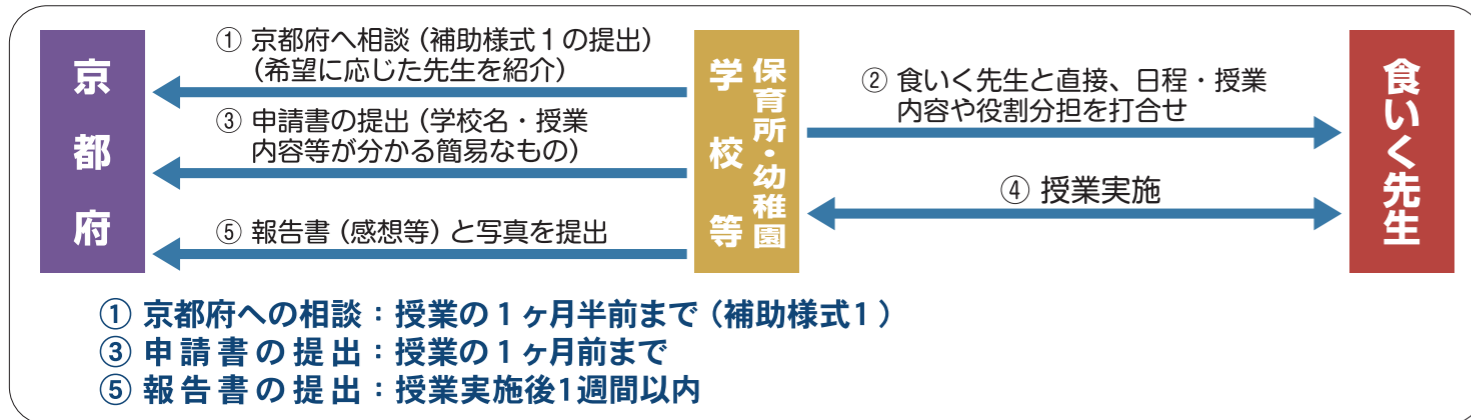 京都府
① 京都府へ相談（補助様式１の提出）
（希望に応じた先生を紹介）
③ 申請書の提出（学校名・授業
内容等が分かる簡易なもの）
⑤ 報告書（感想等）と写真を提出
保育所・幼稚園
学校等
② 食いく先生と直接、日程・授業
内容や役割分担を打合せ
④ 授業実施
食いく先生
① 京都府への相談：授業の１ヶ月半前まで（補助様式１）
③ 申請書の提出：授業の１ヶ月前まで
⑤ 報告書の提出：授業実施後1週間以内